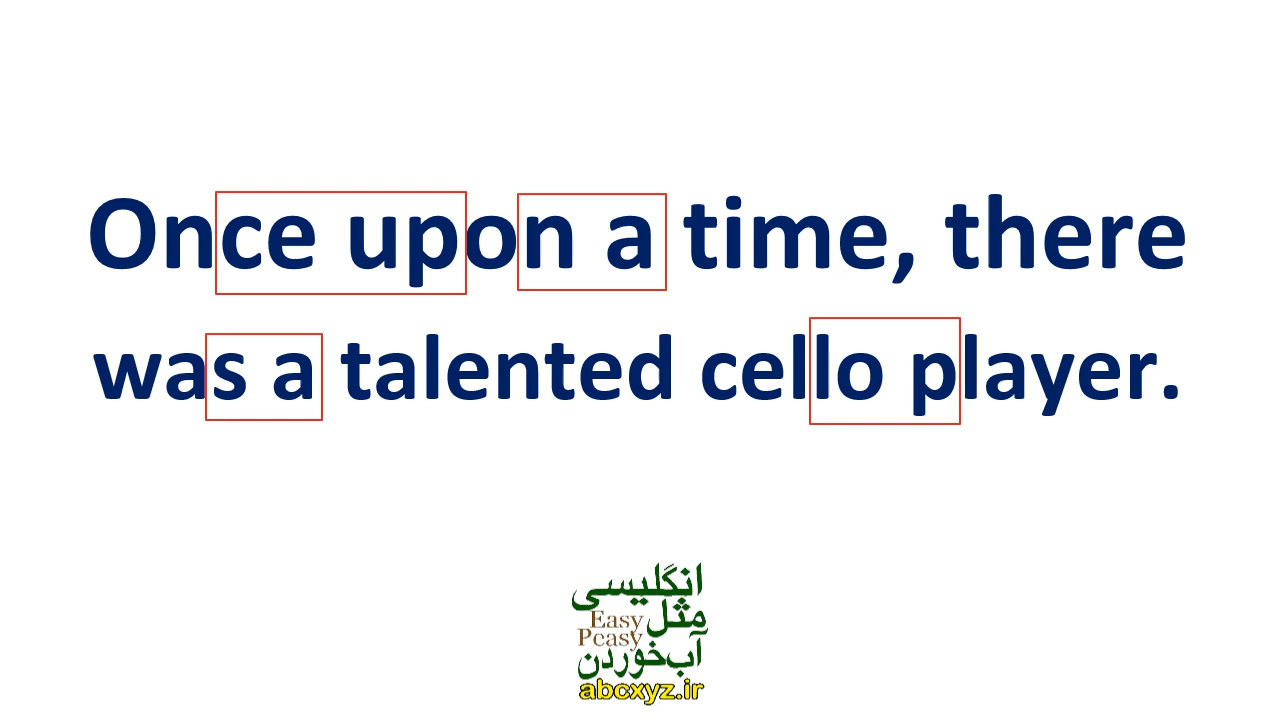 Once upon a time, there
was a talented cello player.
انگلیسی
مثل
Easy
Peasy
آب‌خوردن
abcxyz.ir